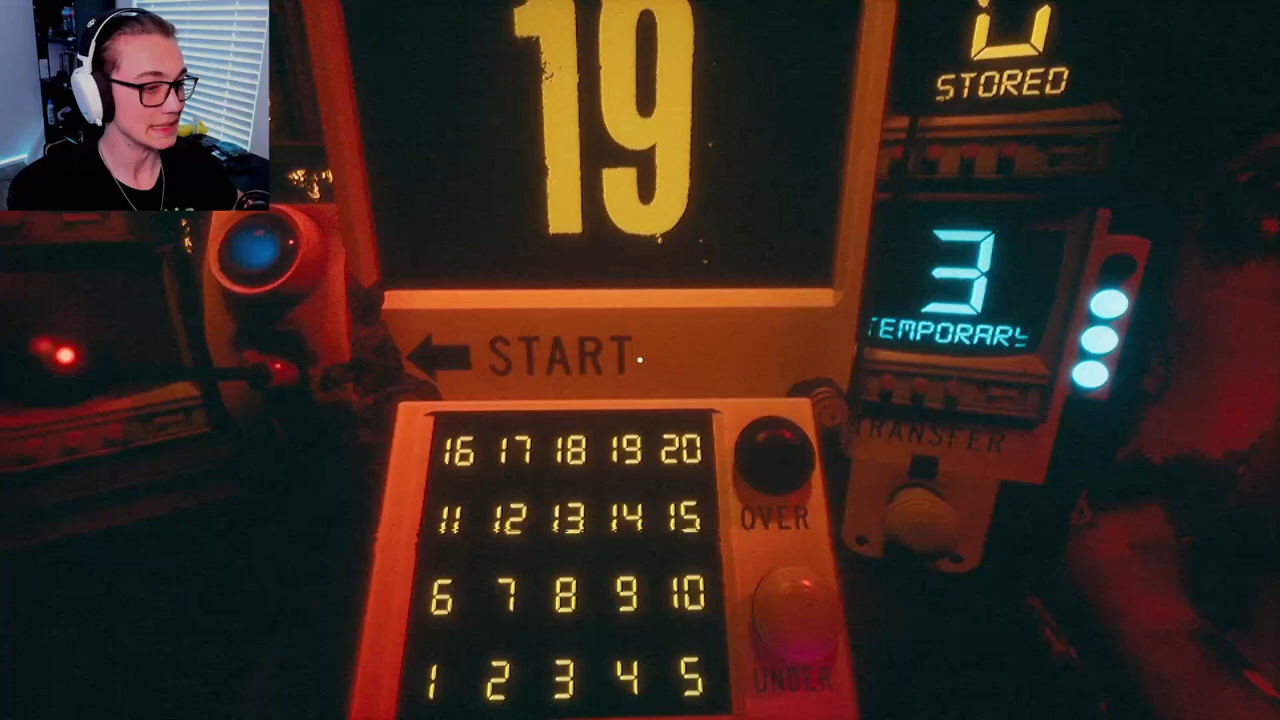 19
STORED
3
TEMPORARY
START
TRANSFER
16 17 18 19 20
11 12 13 14 15
6 7 8 9 10
1 2 3 4 5
OVER
UNDER